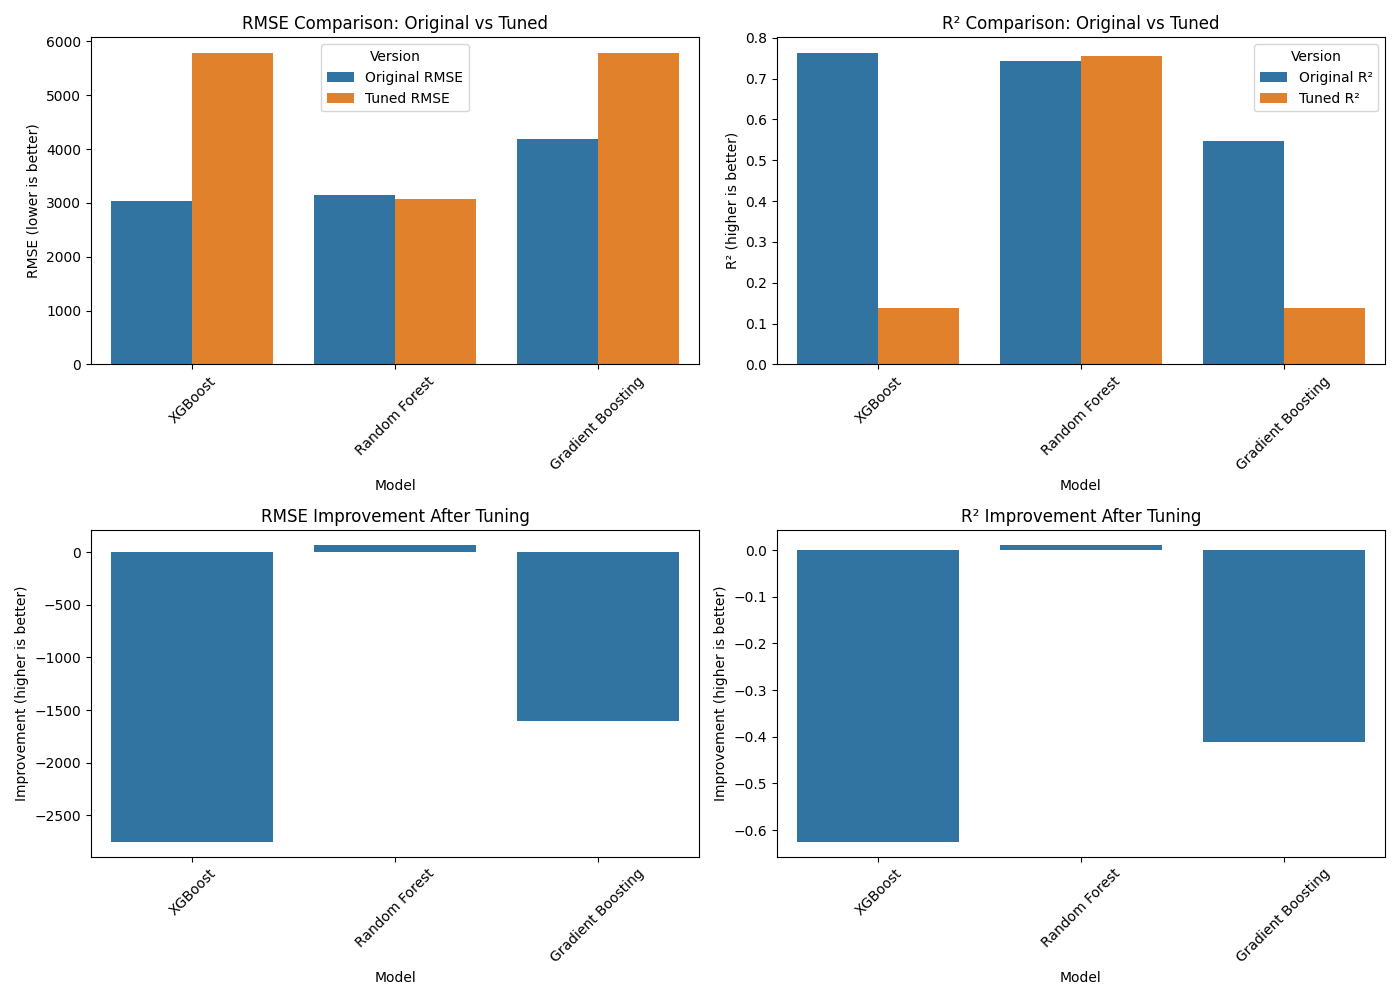 RMSE Comparison: Original vs Tuned
RMSE (lower is better)
6000
5000
4000
3000
2000
1000
0
Version
Original RMSE
Tuned RMSE
XGBoost
Random Forest
Gradient Boosting
Model
R² Comparison: Original vs Tuned
R² (higher is better)
0.8
0.7
0.6
0.5
0.4
0.3
0.2
0.1
0.0
Version
Original R²
Tuned R²
XGBoost
Random Forest
Gradient Boosting
Model
RMSE Improvement After Tuning
Improvement (higher is better)
0
−500
−1000
−1500
−2000
−2500
XGBoost
Random Forest
Gradient Boosting
Model
R² Improvement After Tuning
Improvement (higher is better)
0.0
−0.1
−0.2
−0.3
−0.4
−0.5
−0.6
XGBoost
Random Forest
Gradient Boosting
Model